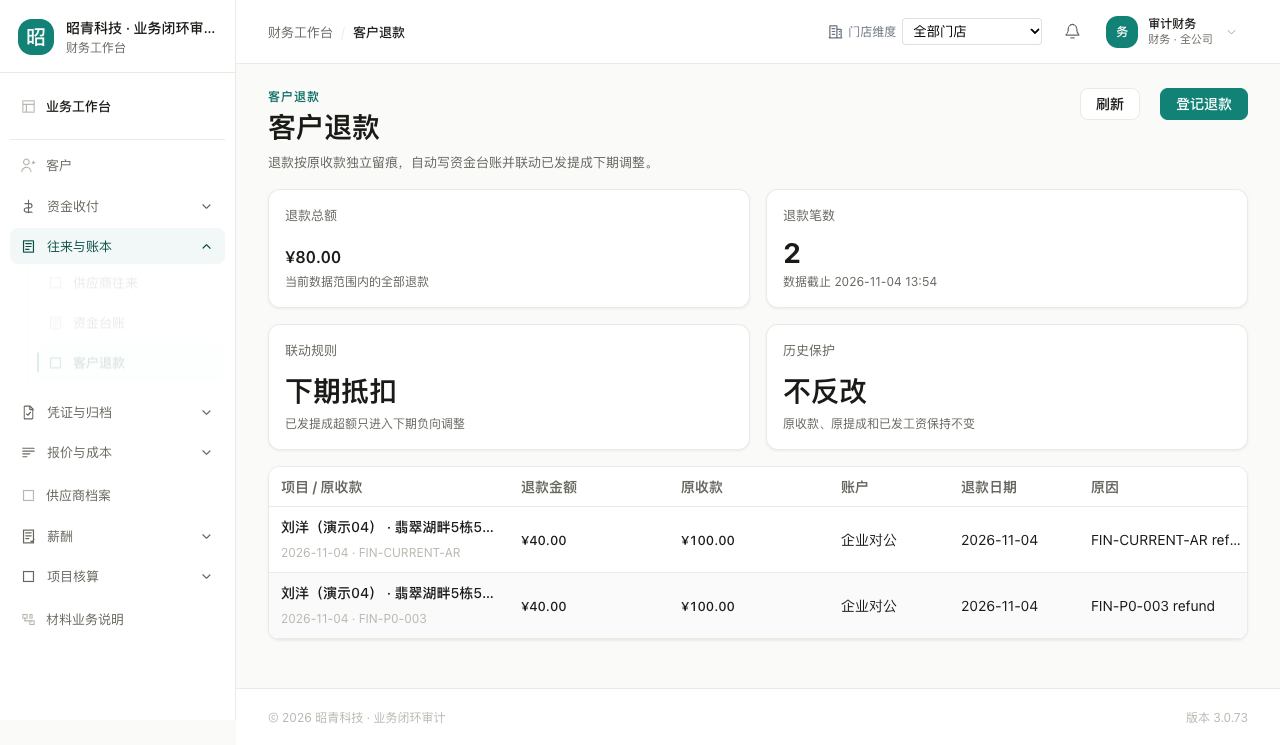 昭
昭青科技 · 业务闭环审...
财务工作台
业务工作台
客户
资金收付
往来与账本
供应商往来
资金台账
客户退款
凭证与归档
报价与成本
供应商档案
薪酬
项目核算
材料业务说明
财务工作台 / 客户退款
门店维度
全部门店
务
审计财务
财务 · 全公司
客户退款
客户退款
退款按原收款独立留痕，自动写资金台账并联动已发提成下期调整。
刷新
登记退款
退款总额
¥80.00
当前数据范围内的全部退款
退款笔数
2
数据截止 2026-11-04 13:54
联动规则
下期抵扣
已发提成超额只进入下期负向调整
历史保护
不反改
原收款、原提成和已发工资保持不变
项目 / 原收款 退款金额 原收款 账户 退款日期 原因
刘洋（演示04） · 翡翠湖畔5栋5... ¥40.00 ¥100.00 企业对公 2026-11-04 FIN-CURRENT-AR ref...
2026-11-04 · FIN-CURRENT-AR
刘洋（演示04） · 翡翠湖畔5栋5... ¥40.00 ¥100.00 企业对公 2026-11-04 FIN-P0-003 refund
2026-11-04 · FIN-P0-003
© 2026 昭青科技 · 业务闭环审计
版本 3.0.73